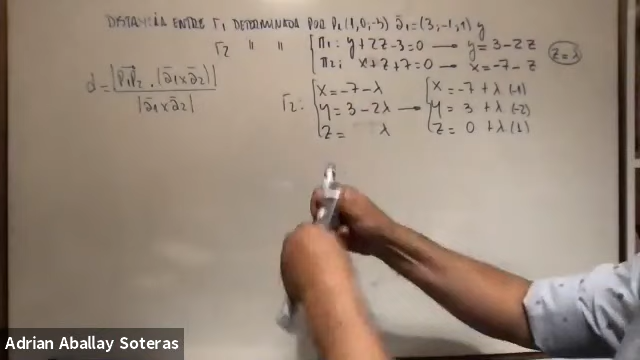 DISTANCIA ENTRE r1 DETERMINADA POR P1(1,0,-3) ā1=(3;-1,1) y
r2 " " { π1: y+2z-3=0 → y=3-2z
π2: x+z+7=0 → x=-7-z z=λ
d= |P1P2 . (ā1xā2)| / |ā1xā2|
r2: { x=-7-λ → { x=-7+λ(-1)
y=3-2λ y=3+λ(-2)
z= λ z=0+λ(1)
Adrian Aballay Soteras